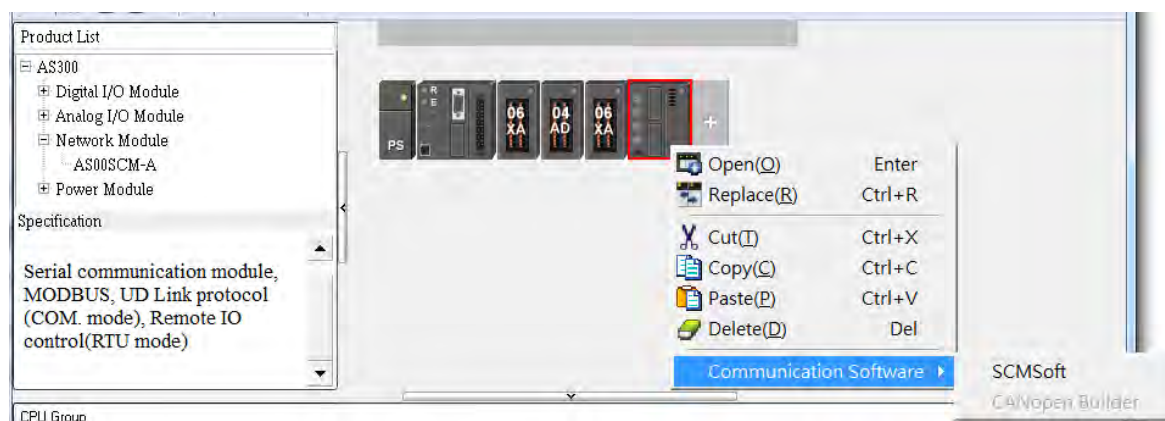 Product List
AS300
Digital I/O Module
Analog I/O Module
Network Module
AS00SCM-A
Power Module
Specification
Serial communication module,
MODBUS, UD Link protocol
(COM. mode), Remote IO
control(RTU mode)
CPU Group
PS
R
E
06
XA
04
AD
06
XA
+
Open(O) Enter
Replace(R) Ctrl+R
Cut(T) Ctrl+X
Copy(C) Ctrl+C
Paste(P) Ctrl+V
Delete(D) Del
Communication Software
SCMSoft
CANopen Builder